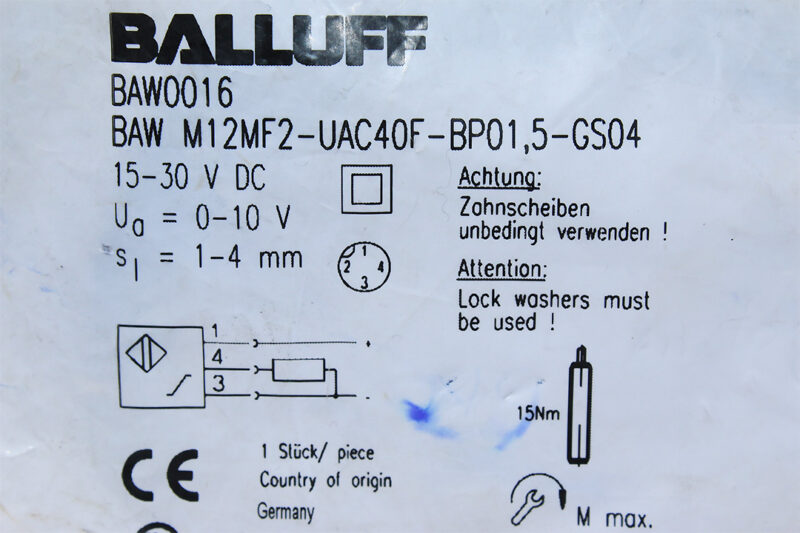 BALLUFF
BAW0016
BAW M12MF2-UAC40F-BP01,5-GS04
15-30 V DC
Ua = 0-10 V
sl = 1-4 mm
1
2 4
3
Achtung:
Zahnscheiben
unbedingt verwenden !
Attention:
Lock washers must
be used !
1
+
4
3
-
15Nm
CE
1 Stück/ piece
Country of origin
Germany
M max.